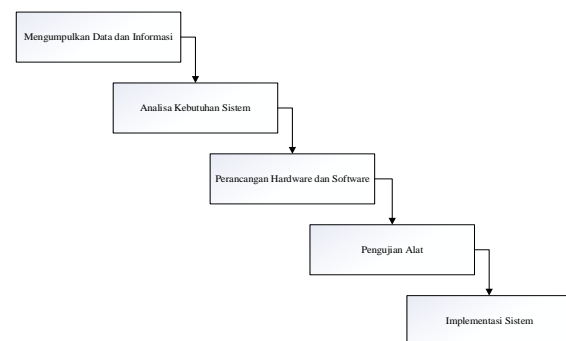 Mengumpulkan Data dan Informasi
Analisa Kebutuhan Sistem
Perancangan Hardware dan Software
Pengujian Alat
Implementasi Sistem